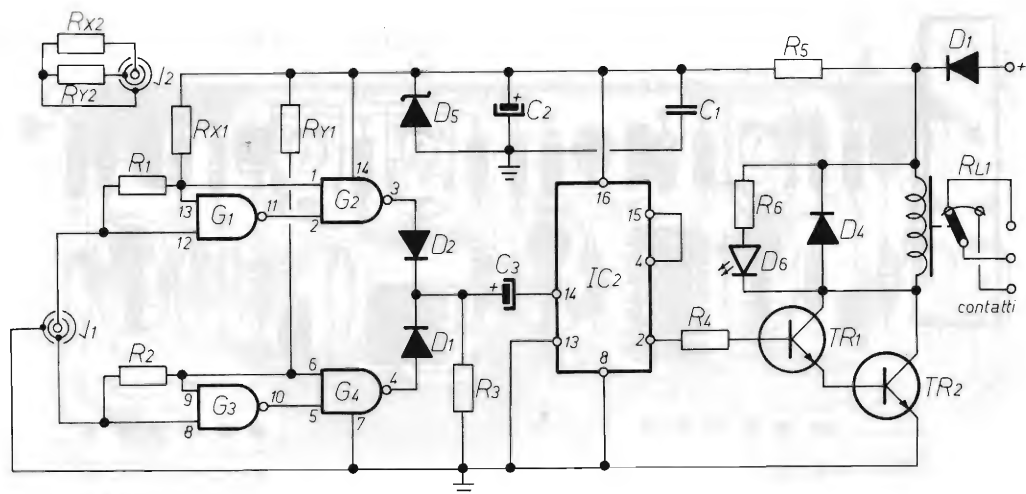 RX2
RY2
J2
R5
D1
+
RX1
RY1
D5
+
C2
C1
R1
1
14
3
13
G1
11
G2
2
12
D2
16
15
R6
D4
RL1
D6
C3
+
14
IC2
4
contatti
J1
D1
R4
TR1
13
2
R2
6
4
R3
8
TR2
9
G3
10
G4
5
7
8